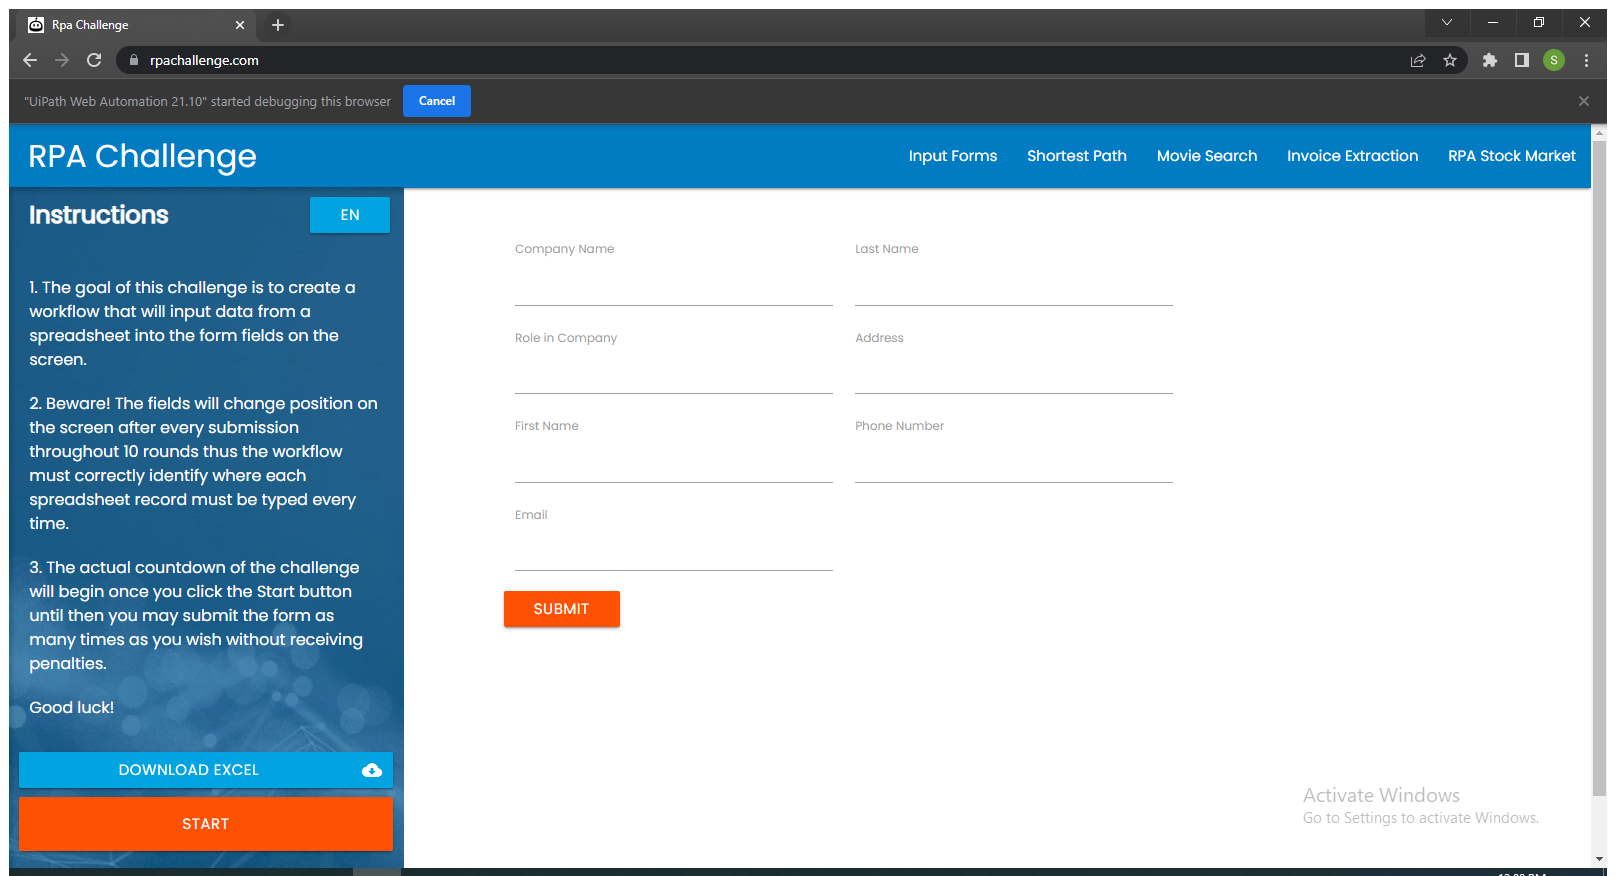 Rpa Challenge
rpachallenge.com
S
"UiPath Web Automation 21.10" started debugging this browser
Cancel
RPA Challenge
Input Forms
Shortest Path
Movie Search
Invoice Extraction
RPA Stock Market
Instructions
EN
1. The goal of this challenge is to create a
workflow that will input data from a
spreadsheet into the form fields on the
screen.
2. Beware! The fields will change position on
the screen after every submission
throughout 10 rounds thus the workflow
must correctly identify where each
spreadsheet record must be typed every
time.
3. The actual countdown of the challenge
will begin once you click the Start button
until then you may submit the form as
many times as you wish without receiving
penalties.
Good luck!
DOWNLOAD EXCEL
START
Company Name
Last Name
Role in Company
Address
First Name
Phone Number
Email
SUBMIT
Activate Windows
Go to Settings to activate Windows.